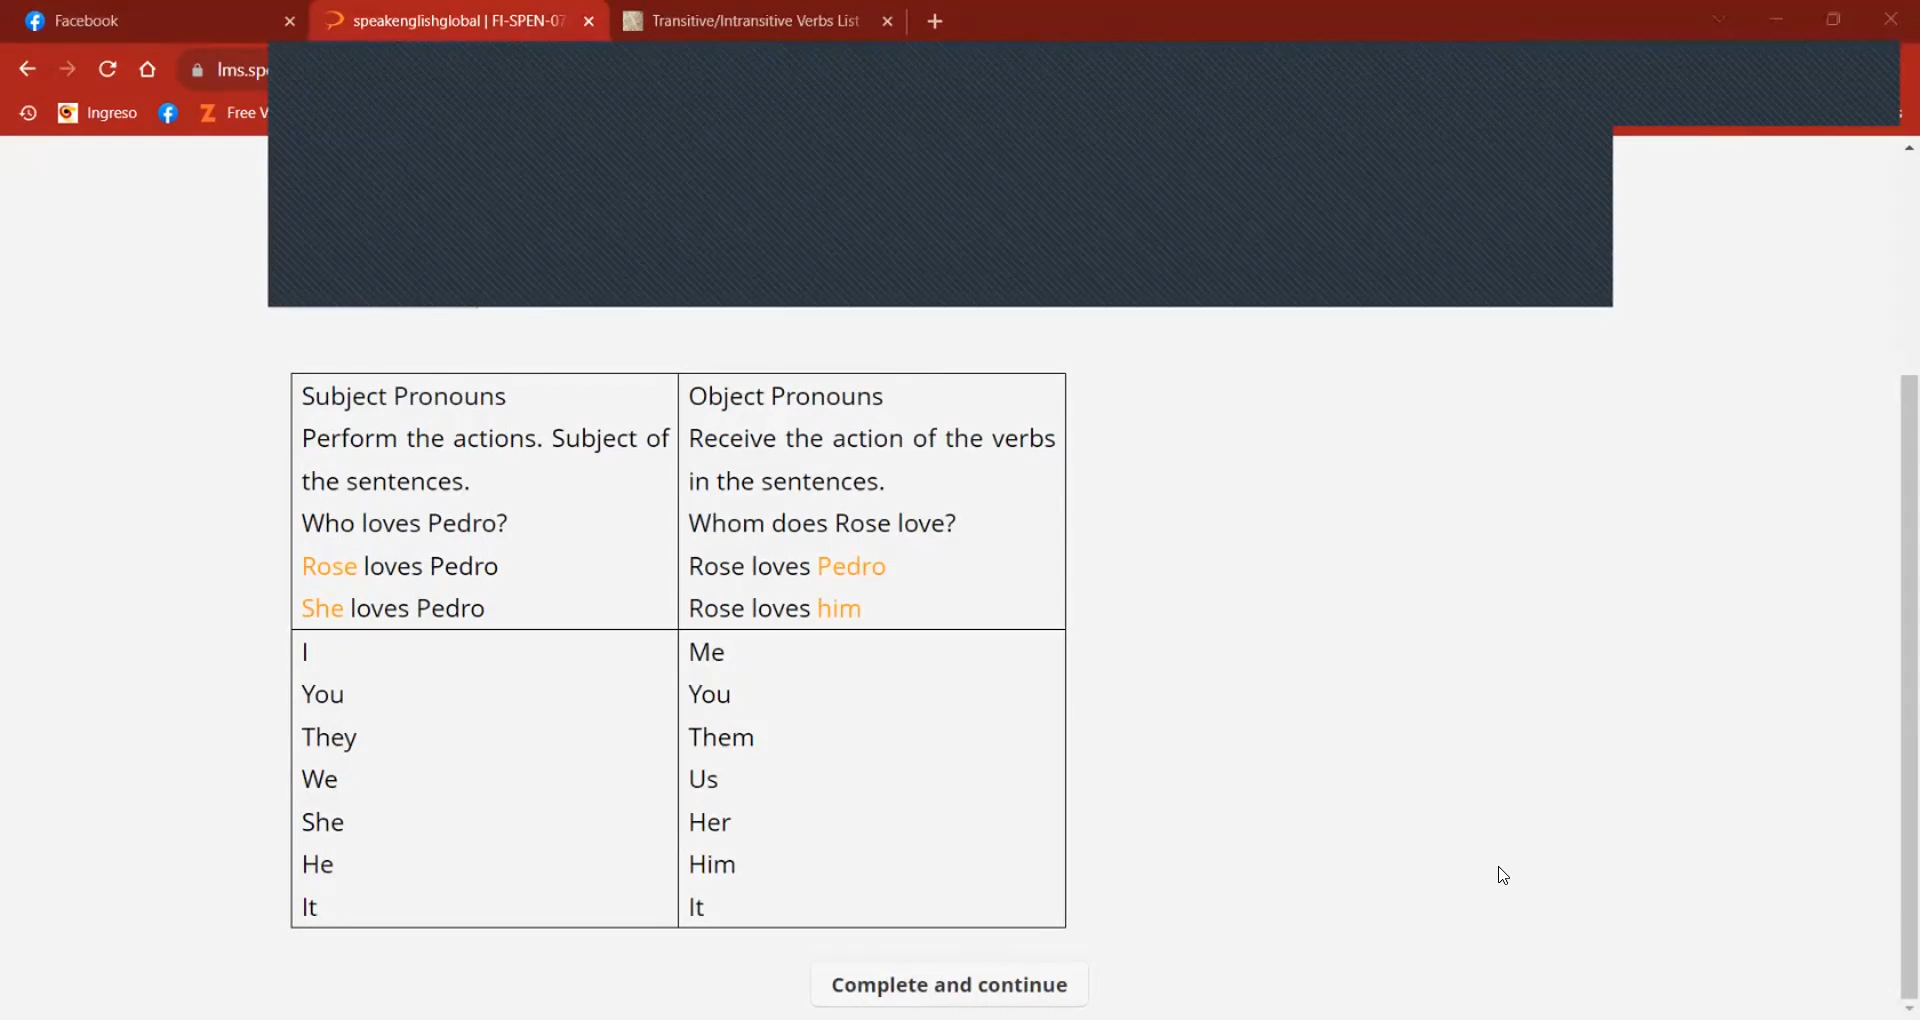 Facebook
speakenglishglobal | FI-SPEN-07
Transitive/Intransitive Verbs List
lms.spe
Ingreso
Free V
Subject Pronouns
Perform the actions. Subject of
the sentences.
Who loves Pedro?
Rose loves Pedro
She loves Pedro
Object Pronouns
Receive the action of the verbs
in the sentences.
Whom does Rose love?
Rose loves Pedro
Rose loves him
I
You
They
We
She
He
It
Me
You
Them
Us
Her
Him
It
Complete and continue